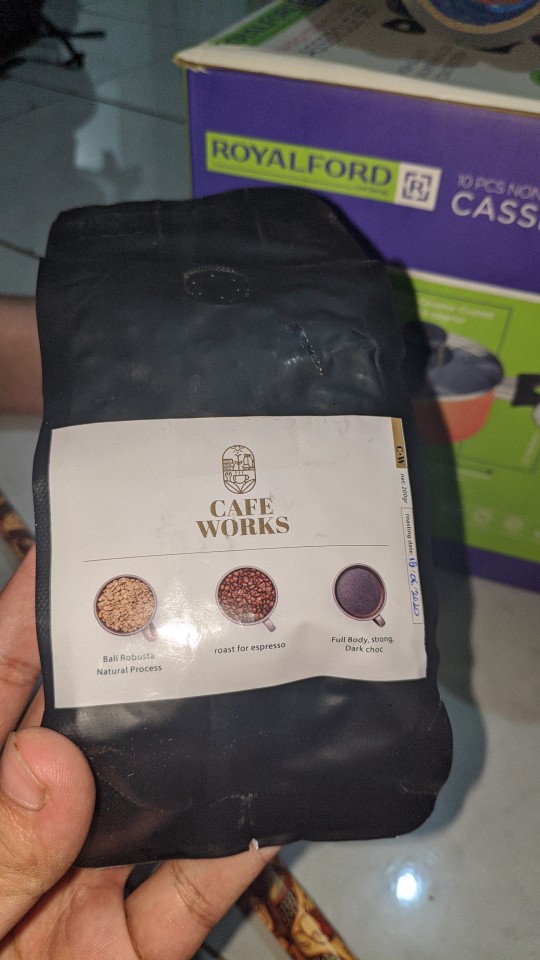 ROYALFORD
10 PCS NON
CASS
CAFE
WORKS
Bali Robusta
Natural Process
roast for espresso
Full Body, strong,
Dark choc
C•W
net: 200gr
roasting date: